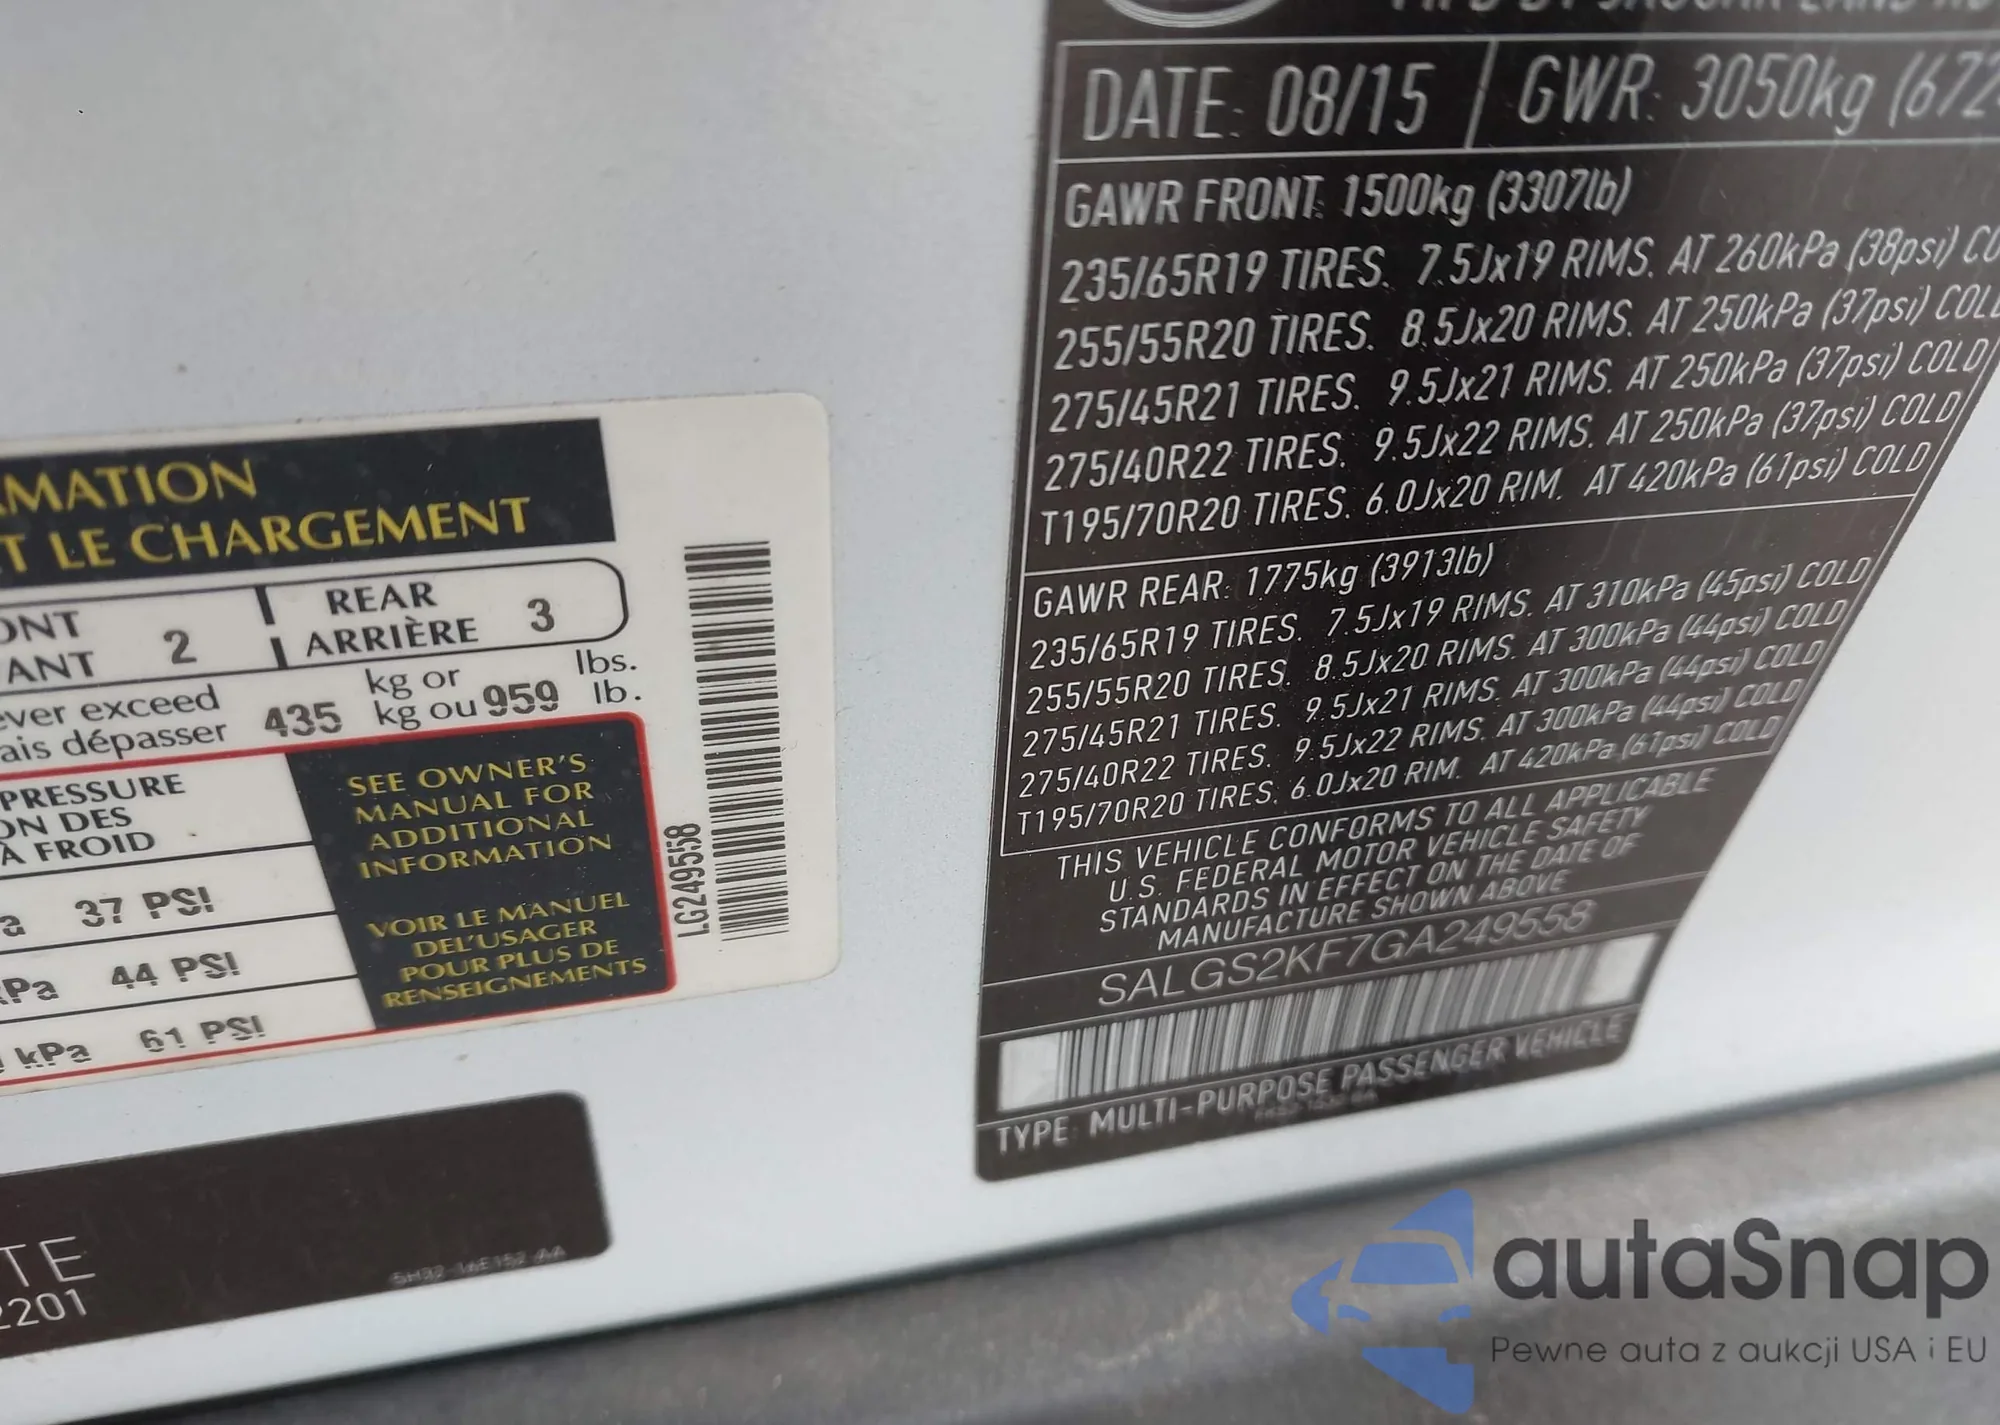 RMATION
T LE CHARGEMENT
ONT
ANT
2
REAR
ARRIÈRE
3
ever exceed
ais dépasser
435
kg or
kg ou
959
lbs.
lb.
PRESSURE
ON DES
À FROID
a 37 PSI
kPa 44 PSI
kPa 61 PSI
SEE OWNER'S
MANUAL FOR
ADDITIONAL
INFORMATION
VOIR LE MANUEL
DEL'USAGER
POUR PLUS DE
RENSEIGNEMENTS
LG249558
TE
2201
DATE: 08/15 GWR: 3050kg (672
GAWR FRONT: 1500kg (3307lb)
235/65R19 TIRES. 7.5Jx19 RIMS. AT 260kPa (38psi) CO
255/55R20 TIRES. 8.5Jx20 RIMS. AT 250kPa (37psi) COL
275/45R21 TIRES. 9.5Jx21 RIMS. AT 250kPa (37psi) COLD
275/40R22 TIRES. 9.5Jx22 RIMS. AT 250kPa (37psi) COLD
T195/70R20 TIRES. 6.0Jx20 RIM. AT 420kPa (61psi) COLD
GAWR REAR: 1775kg (3913lb)
235/65R19 TIRES. 7.5Jx19 RIMS. AT 310kPa (45psi) COLD
255/55R20 TIRES. 8.5Jx20 RIMS. AT 300kPa (44psi) COLD
275/45R21 TIRES. 9.5Jx21 RIMS. AT 300kPa (44psi) COLD
275/40R22 TIRES. 9.5Jx22 RIMS. AT 300kPa (44psi) COLD
T195/70R20 TIRES. 6.0Jx20 RIM. AT 420kPa (61psi) COLD
THIS VEHICLE CONFORMS TO ALL APPLICABLE
U.S. FEDERAL MOTOR VEHICLE SAFETY
STANDARDS IN EFFECT ON THE DATE OF
MANUFACTURE SHOWN ABOVE
SALGS2KF7GA249558
TYPE: MULTI-PURPOSE PASSENGER VEHICLE
autaSnap
Pewne auta z aukcji USA i EU